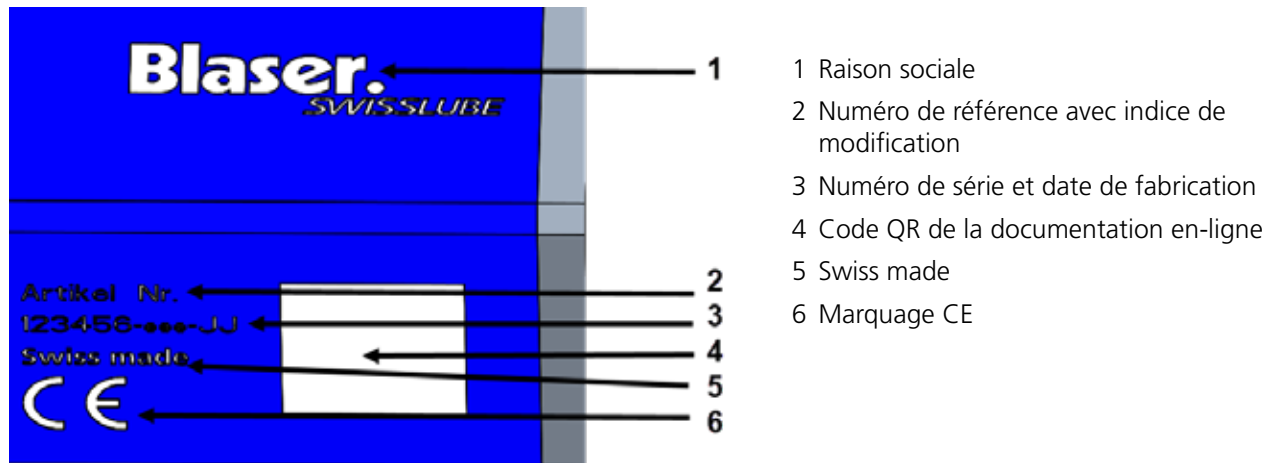 Blaser.
SWISSLUBE
1
Artikel Nr.
2
123456-●●●-JJ
3
4
Swiss made
5
CE
6
1 Raison sociale
2 Numéro de référence avec indice de
modification
3 Numéro de série et date de fabrication
4 Code QR de la documentation en-ligne
5 Swiss made
6 Marquage CE